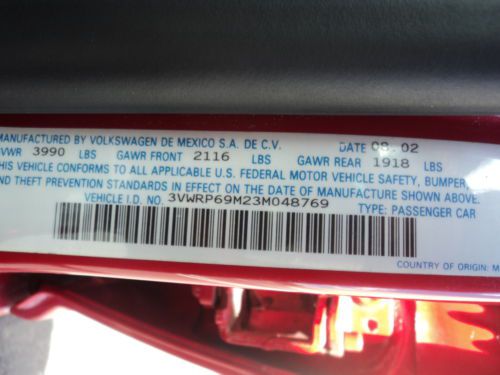 MANUFACTURED BY VOLKSWAGEN DE MEXICO S.A. DE C.V. DATE 08.02
GVWR 3990 LBS GAWR FRONT 2116 LBS GAWR REAR 1918 LBS
THIS VEHICLE CONFORMS TO ALL APPLICABLE U.S. FEDERAL MOTOR VEHICLE SAFETY, BUMPER,
THEFT PREVENTION STANDARDS IN EFFECT ON THE DATE OF MANUFACTURE SHOWN ABOVE
VEHICLE I.D. NO. 3VWRP69M23M048769
TYPE: PASSENGER CAR
COUNTRY OF ORIGIN: M